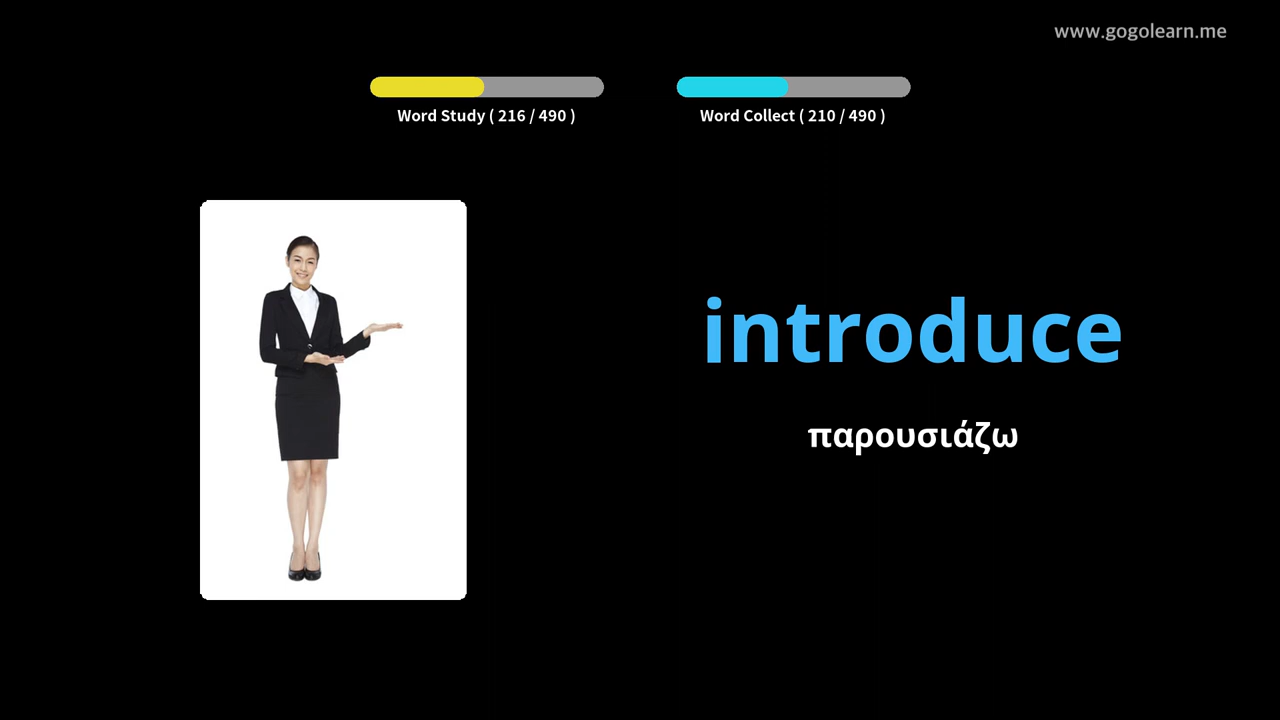 www.gogolearn.me
Word Study ( 216 / 490 )
Word Collect ( 210 / 490 )
introduce
παρουσιάζω